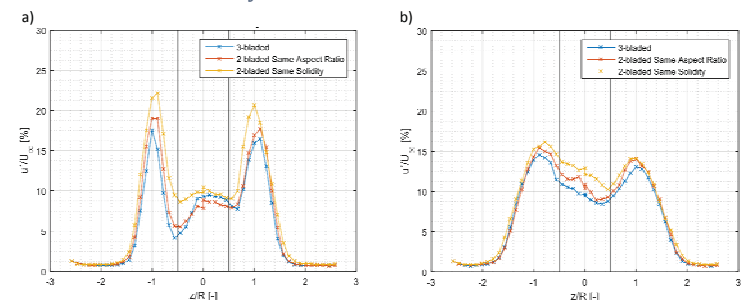 a)
b)
30
25
20
15
10
5
0
-3
-2
-1
0
1
2
3
z/R [-]
u'/U∞ [%]
3-bladed
2-bladed Same Aspect Ratio
2-bladed Same Solidity
30
25
20
15
10
5
0
-3
-2
-1
0
1
2
3
z/R [-]
u'/U∞ [%]
3-bladed
2-bladed Same Aspect Ratio
2-bladed Same Solidity